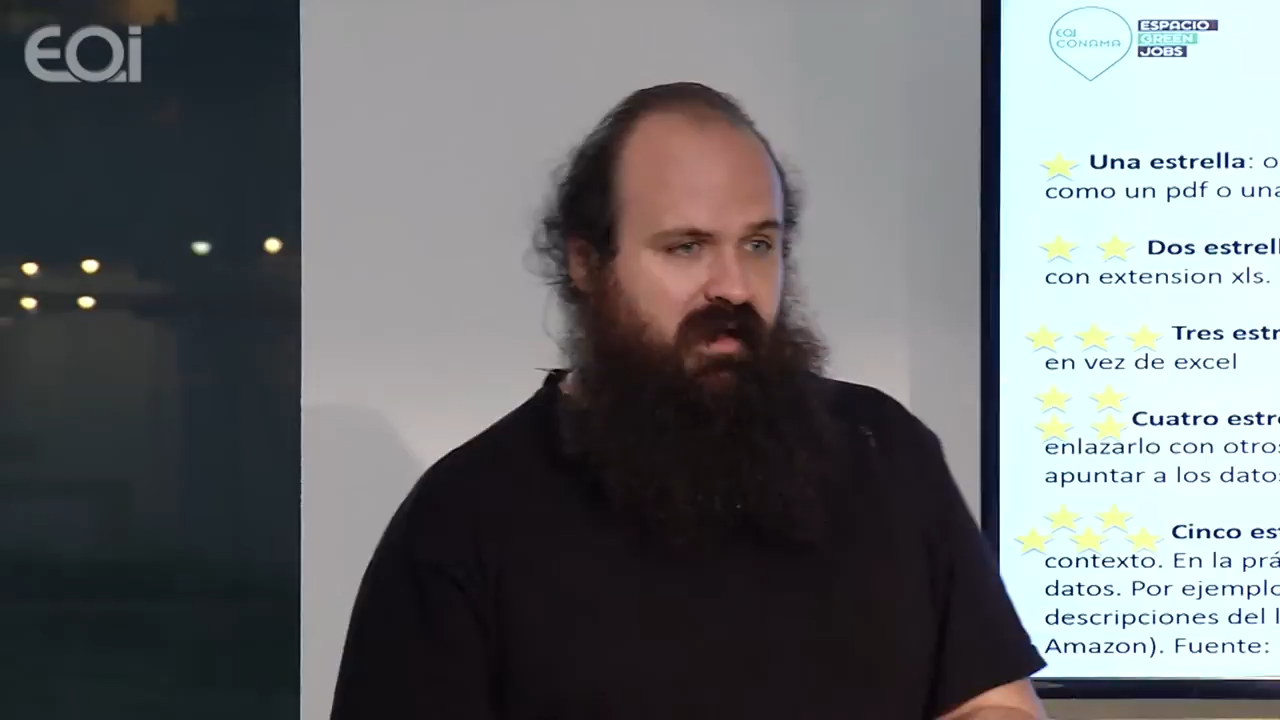 EOi
EOI
CONAMA
ESPACIO
GREEN
JOBS
Una estrella: o
como un pdf o una
Dos estrell
con extension xls.
Tres estr
en vez de excel
Cuatro estre
enlazarlo con otros
apuntar a los datos
Cinco est
contexto. En la prá
datos. Por ejemplo
descripciones del l
Amazon). Fuente: